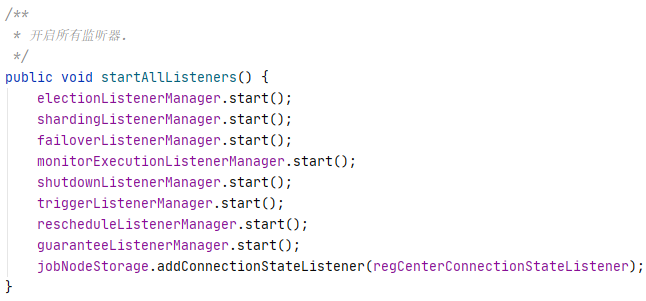 /**
 * 开启所有监听器.
 */
public void startAllListeners() {
    electionListenerManager.start();
    shardingListenerManager.start();
    failoverListenerManager.start();
    monitorExecutionListenerManager.start();
    shutdownListenerManager.start();
    triggerListenerManager.start();
    rescheduleListenerManager.start();
    guaranteeListenerManager.start();
    jobNodeStorage.addConnectionStateListener(regCenterConnectionStateListener);
}